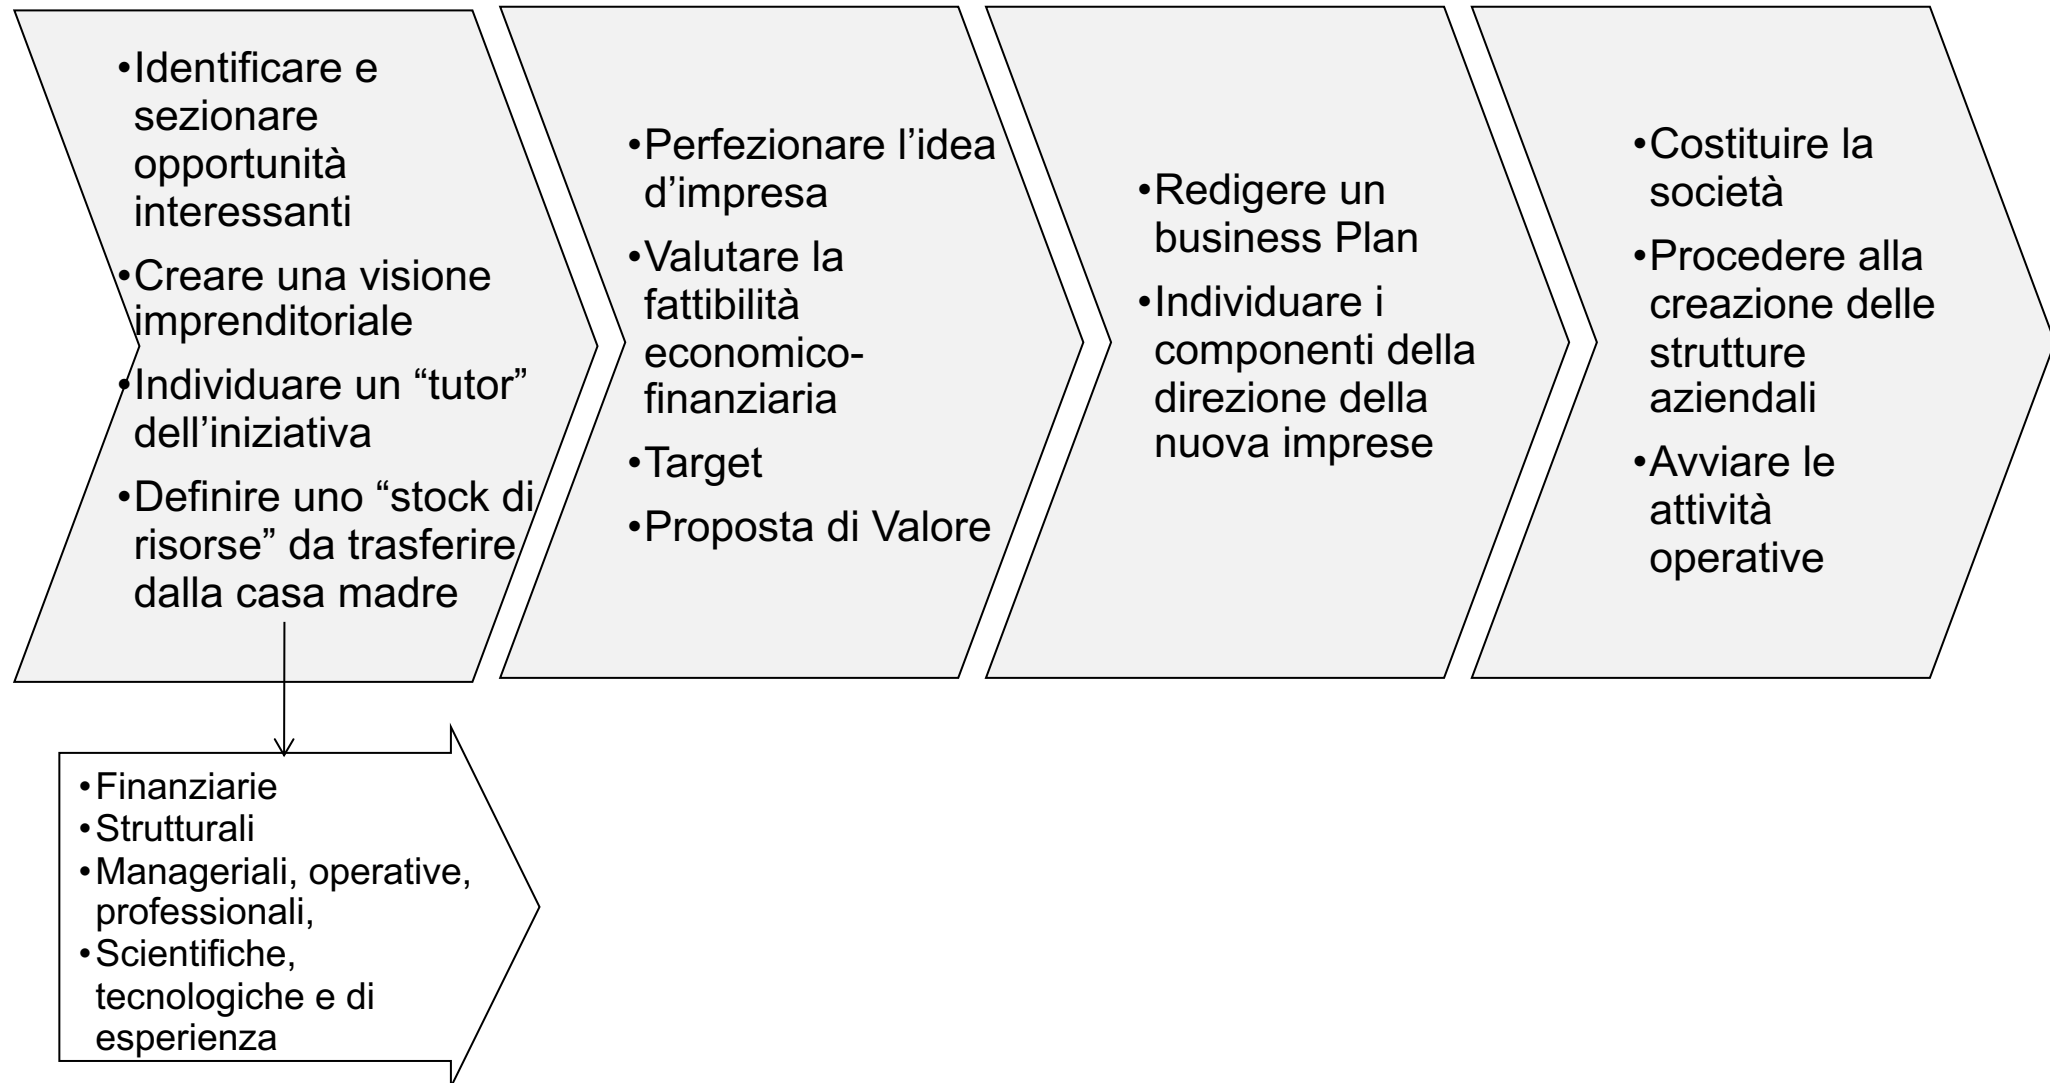 •Identificare e
sezionare
opportunità
interessanti
•Creare una visione
imprenditoriale
•Individuare un “tutor”
dell’iniziativa
•Definire uno “stock di
risorse” da trasferire
dalla casa madre
•Perfezionare l’idea
d’impresa
•Valutare la
fattibilità
economico-
finanziaria
•Target
•Proposta di Valore
•Redigere un
business Plan
•Individuare i
componenti della
direzione della
nuova imprese
•Costituire la
società
•Procedere alla
creazione delle
strutture
aziendali
•Avviare le
attività
operative
•Finanziarie
•Strutturali
•Manageriali, operative,
professionali,
•Scientifiche,
tecnologiche e di
esperienza